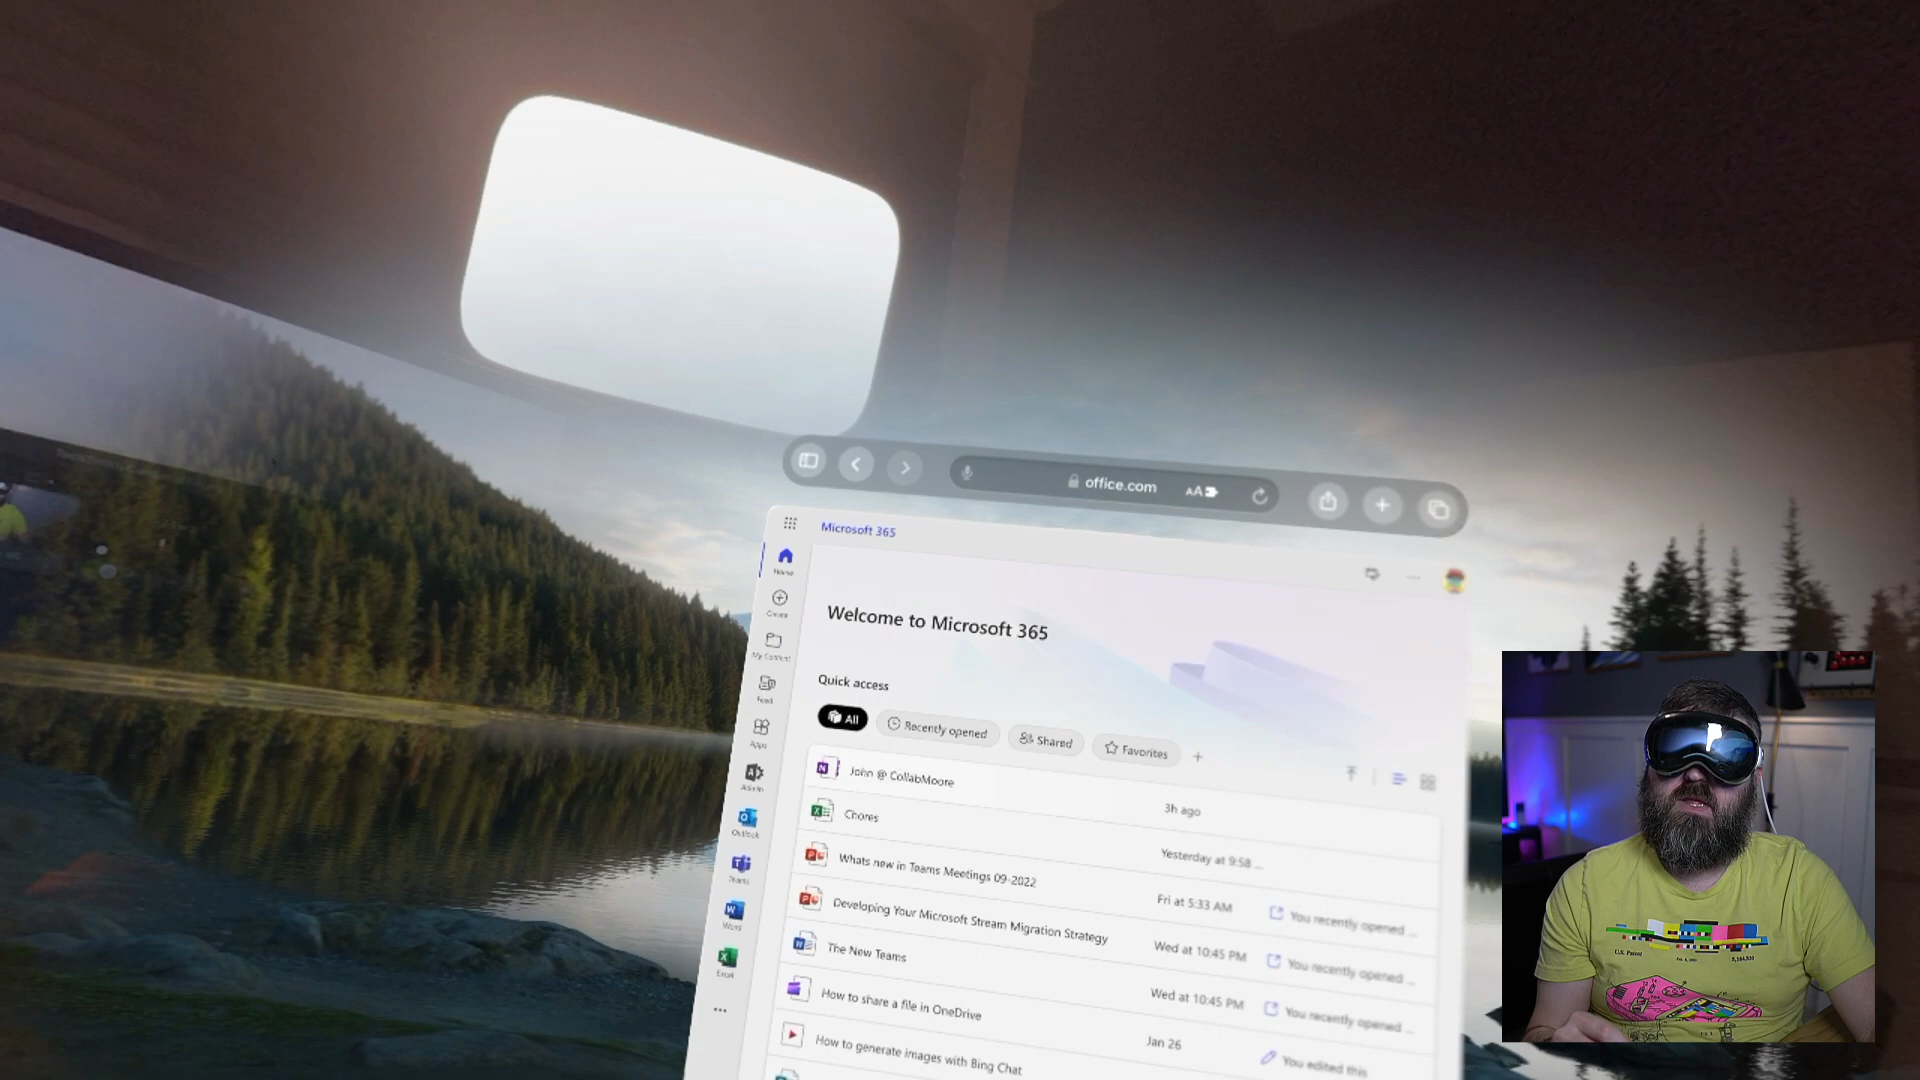 office.com
AA
Microsoft 365
Home
Create
My Content
Feed
Apps
Admin
Outlook
Teams
Word
Excel
Welcome to Microsoft 365
Quick access
All
Recently opened
Shared
Favorites
John @ CollabMoore
3h ago
Chores
Yesterday at 9:58 ...
Whats new in Teams Meetings 09-2022
Fri at 5:33 AM
You recently opened ...
Developing Your Microsoft Stream Migration Strategy
Wed at 10:45 PM
You recently opened ...
The New Teams
Wed at 10:45 PM
You recently opened ...
How to share a file in OneDrive
Jan 26
You edited this
How to generate images with Bing Chat
U.S. Patent